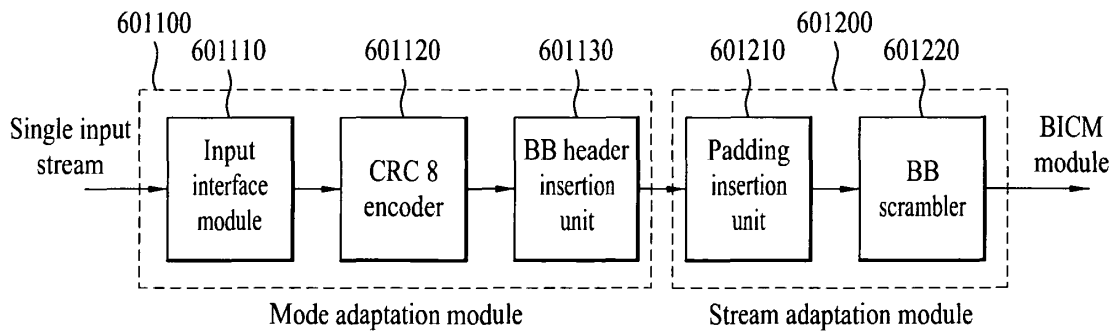 601100
601110
601120
601130
601210
601200
601220
Single input
stream
Input
interface
module
CRC 8
encoder
BB header
insertion
unit
Padding
insertion
unit
BB
scrambler
BICM
module
Mode adaptation module
Stream adaptation module